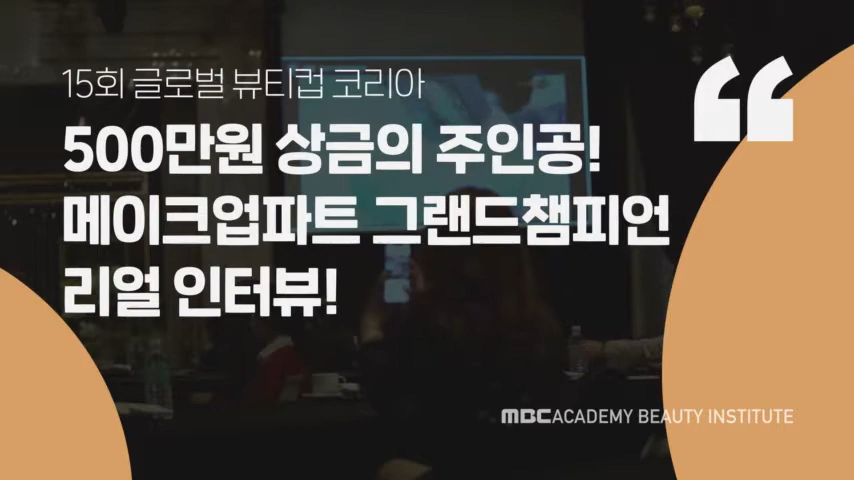 15회 글로벌 뷰티컵 코리아
500만원 상금의 주인공!
메이크업파트 그랜드챔피언
리얼 인터뷰!
MBCACADEMY BEAUTY INSTITUTE